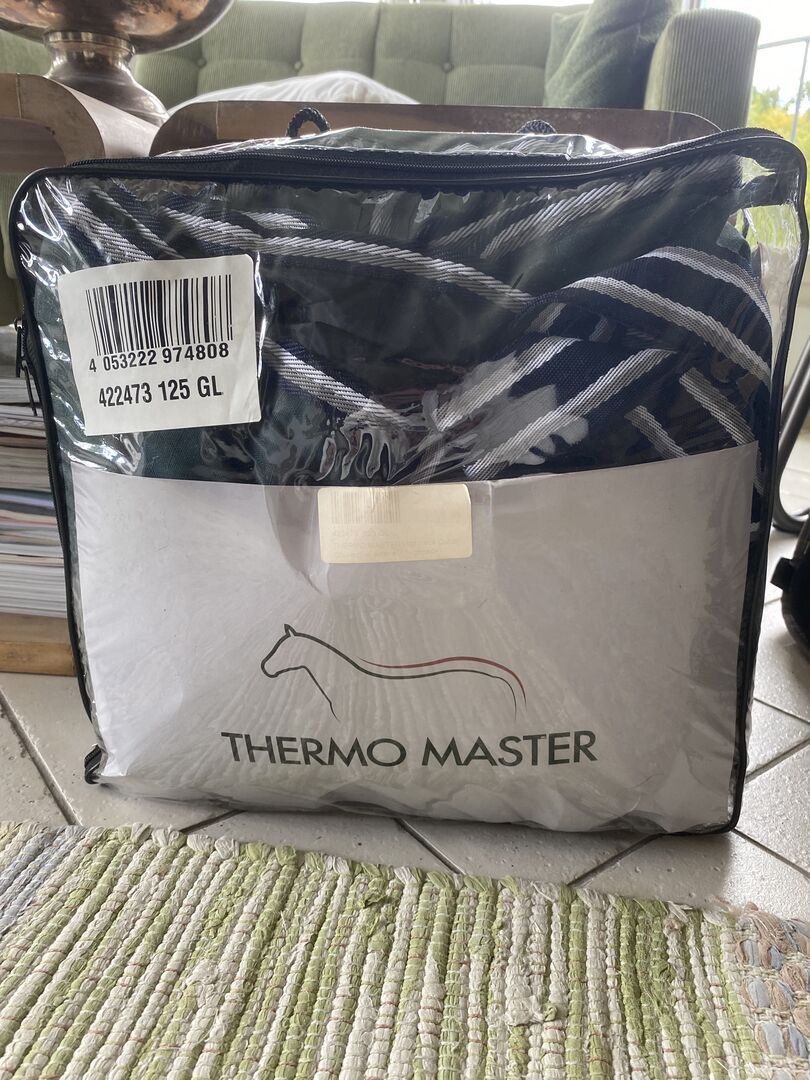 4 053222 974808
422473 125 GL
THERMO MASTER